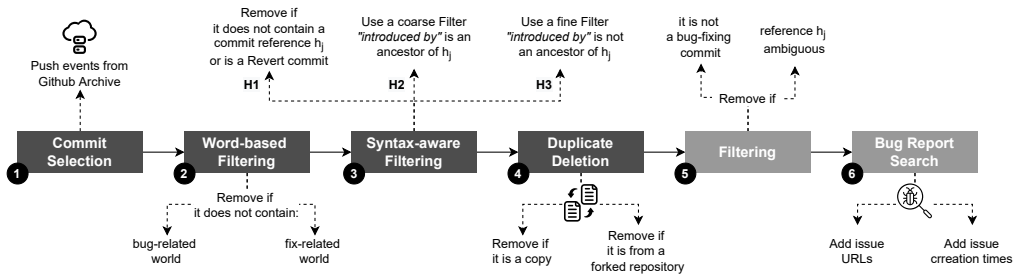 Push events from
Github Archive
Remove if
it does not contain a
commit reference hj
or is a Revert commit
H1
Use a coarse Filter
"introduced by" is an
ancestor of hj
H2
Use a fine Filter
"introduced by" is not
an ancestor of hj
H3
it is not
a bug-fixing
commit
reference hj
ambiguous
Remove if
1
Commit
Selection
2
Word-based
Filtering
3
Syntax-aware
Filtering
4
Duplicate
Deletion
5
Filtering
6
Bug Report
Search
Remove if
it does not contain:
bug-related
world
fix-related
world
Remove if
it is a copy
Remove if
it is from a
forked repository
Add issue
URLs
Add issue
crreation times